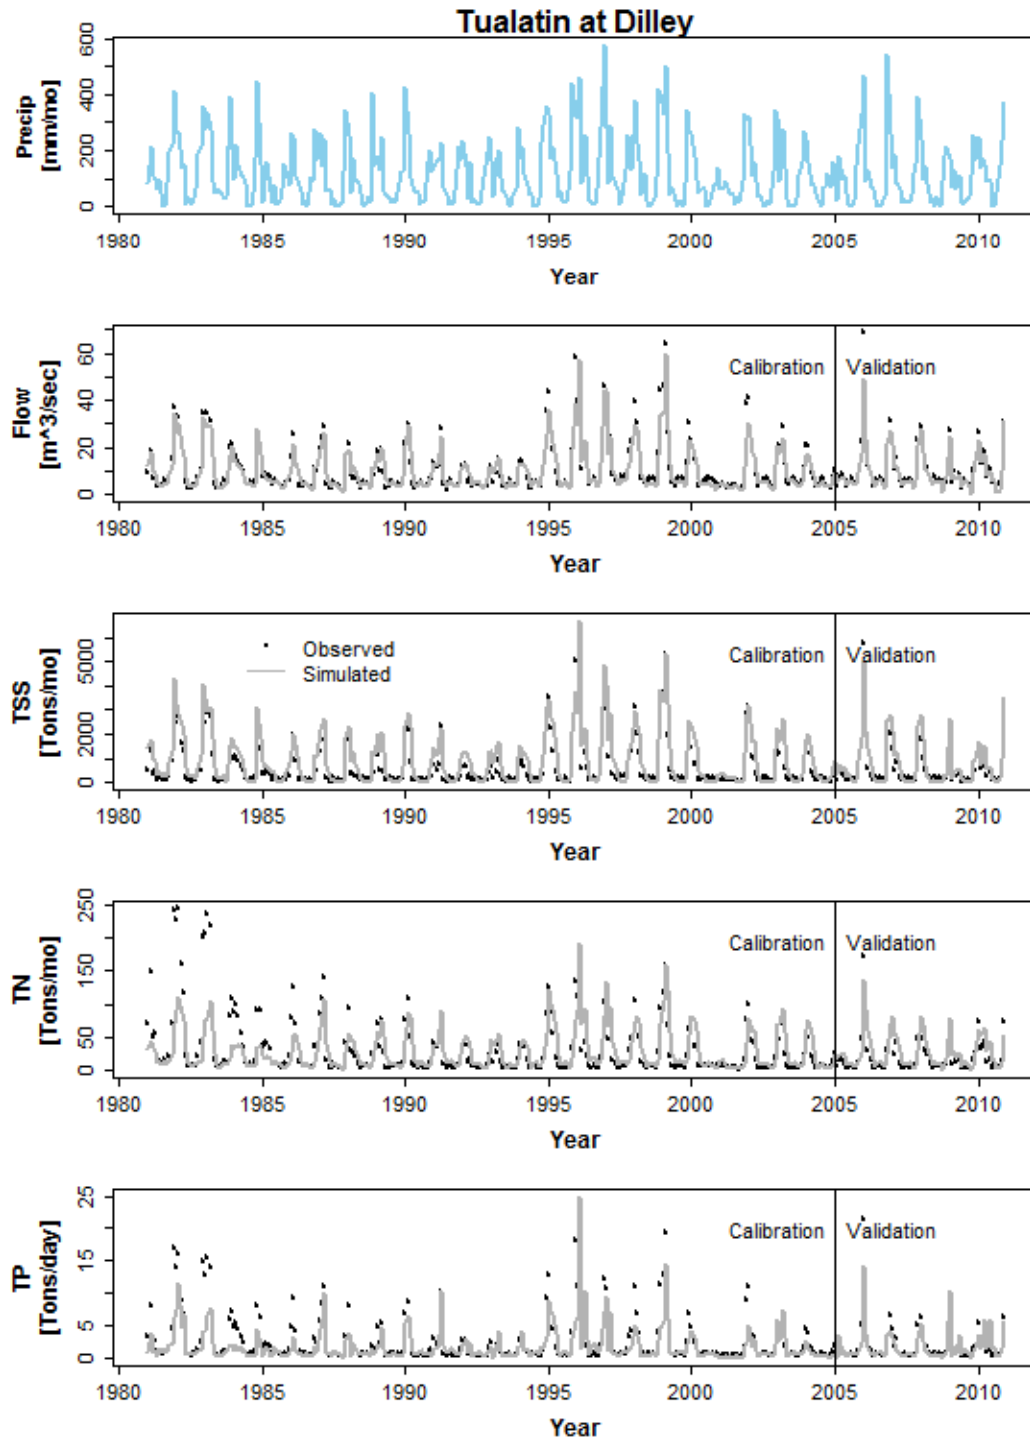 Tualatin at Dilley
Precip
[mm/mo]
0 200 400 600
1980 1985 1990 1995 2000 2005 2010
Year
Flow
[m^3/sec]
0 20 40 60
Calibration Validation
1980 1985 1990 1995 2000 2005 2010
Year
TSS
[Tons/mo]
0 2000 5000
Observed
Simulated
Calibration Validation
1980 1985 1990 1995 2000 2005 2010
Year
TN
[Tons/mo]
0 50 150 250
Calibration Validation
1980 1985 1990 1995 2000 2005 2010
Year
TP
[Tons/day]
0 5 15 25
Calibration Validation
1980 1985 1990 1995 2000 2005 2010
Year